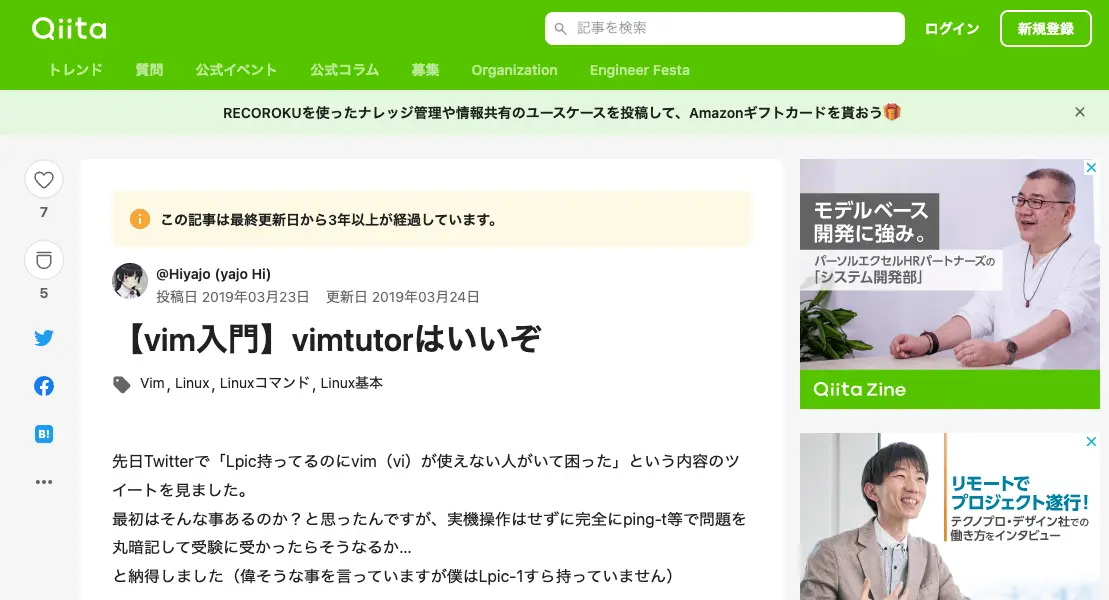 Qiita
記事を検索
ログイン
新規登録
トレンド 質問 公式イベント 公式コラム 募集 Organization Engineer Festa
RECOROKUを使ったナレッジ管理や情報共有のユースケースを投稿して、Amazonギフトカードを貰おう🎁
7
5
B!
この記事は最終更新日から3年以上が経過しています。
@Hiyajo (yajo Hi)
投稿日 2019年03月23日 更新日 2019年03月24日
【vim入門】vimtutorはいいぞ
Vim, Linux, Linuxコマンド, Linux基本
先日Twitterで「Lpic持ってるのにvim（vi）が使えない人がいて困った」という内容のツ
イートを見ました。
最初はそんな事あるのか？と思ったんですが、実機操作はせずに完全にping-t等で問題を
丸暗記して受験に受かったらそうなるか...
と納得しました（偉そうな事を言っていますが僕はLpic-1すら持っていません）
モデルベース
開発に強み。
パーソルエクセルHRパートナーズの
「システム開発部」
Qiita Zine
リモートで
プロジェクト遂行！
テクノプロ・デザイン社での
働き方をインタビュー